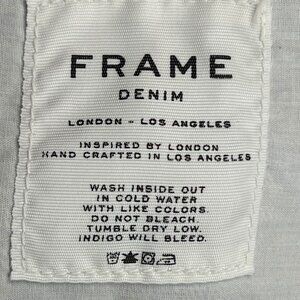 FRAME
DENIM
LONDON - LOS ANGELES
INSPIRED BY LONDON
HAND CRAFTED IN LOS ANGELES
WASH INSIDE OUT
IN COLD WATER
WITH LIKE COLORS.
DO NOT BLEACH.
TUMBLE DRY LOW.
INDIGO WILL BLEED.